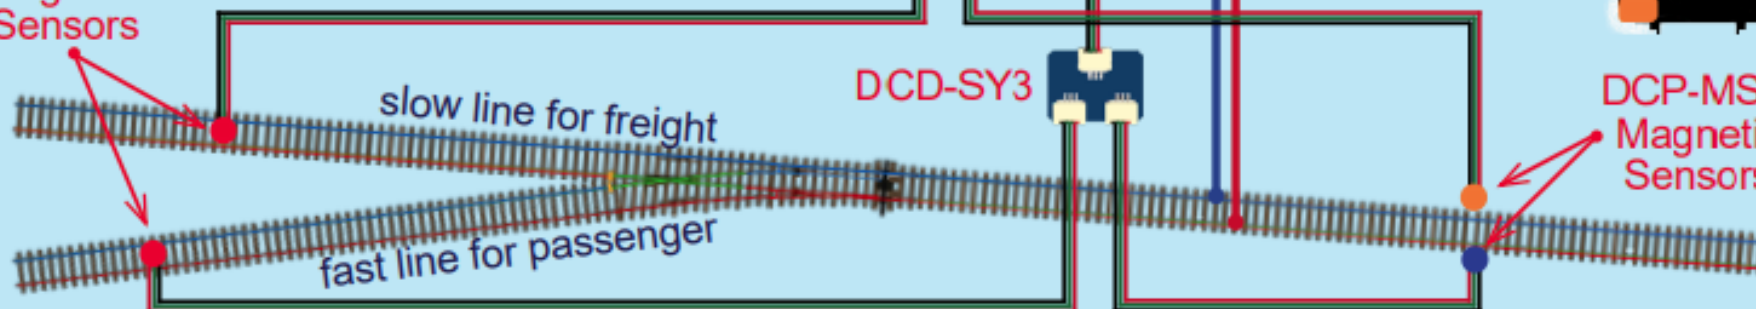 Sensors
slow line for freight
DCD-SY3
fast line for passenger
DCP-MS
Magneti
Sensors